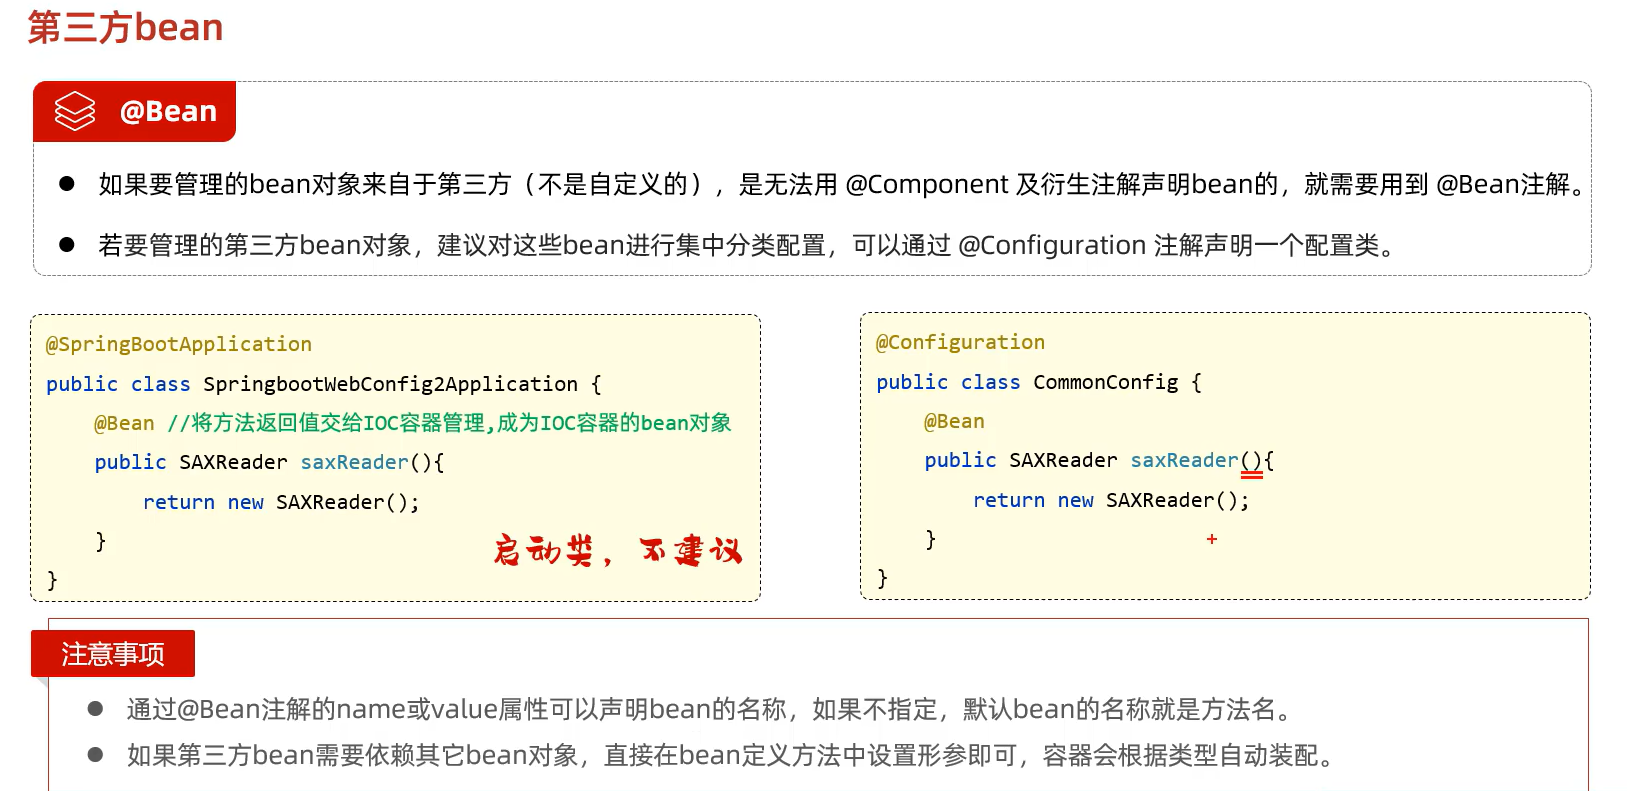 第三方bean
@Bean
如果要管理的bean对象来自于第三方（不是自定义的），是无法用 @Component 及衍生注解声明bean的，就需要用到 @Bean注解。
若要管理的第三方bean对象，建议对这些bean进行集中分类配置，可以通过 @Configuration 注解声明一个配置类。
@SpringBootApplication
public class SpringbootWebConfig2Application {
    @Bean //将方法返回值交给IOC容器管理,成为IOC容器的bean对象
    public SAXReader saxReader(){
        return new SAXReader();
    }
}
启动类，不建议
@Configuration
public class CommonConfig {
    @Bean
    public SAXReader saxReader(){
        return new SAXReader();
    }
}
注意事项
通过@Bean注解的name或value属性可以声明bean的名称，如果不指定，默认bean的名称就是方法名。
如果第三方bean需要依赖其它bean对象，直接在bean定义方法中设置形参即可，容器会根据类型自动装配。